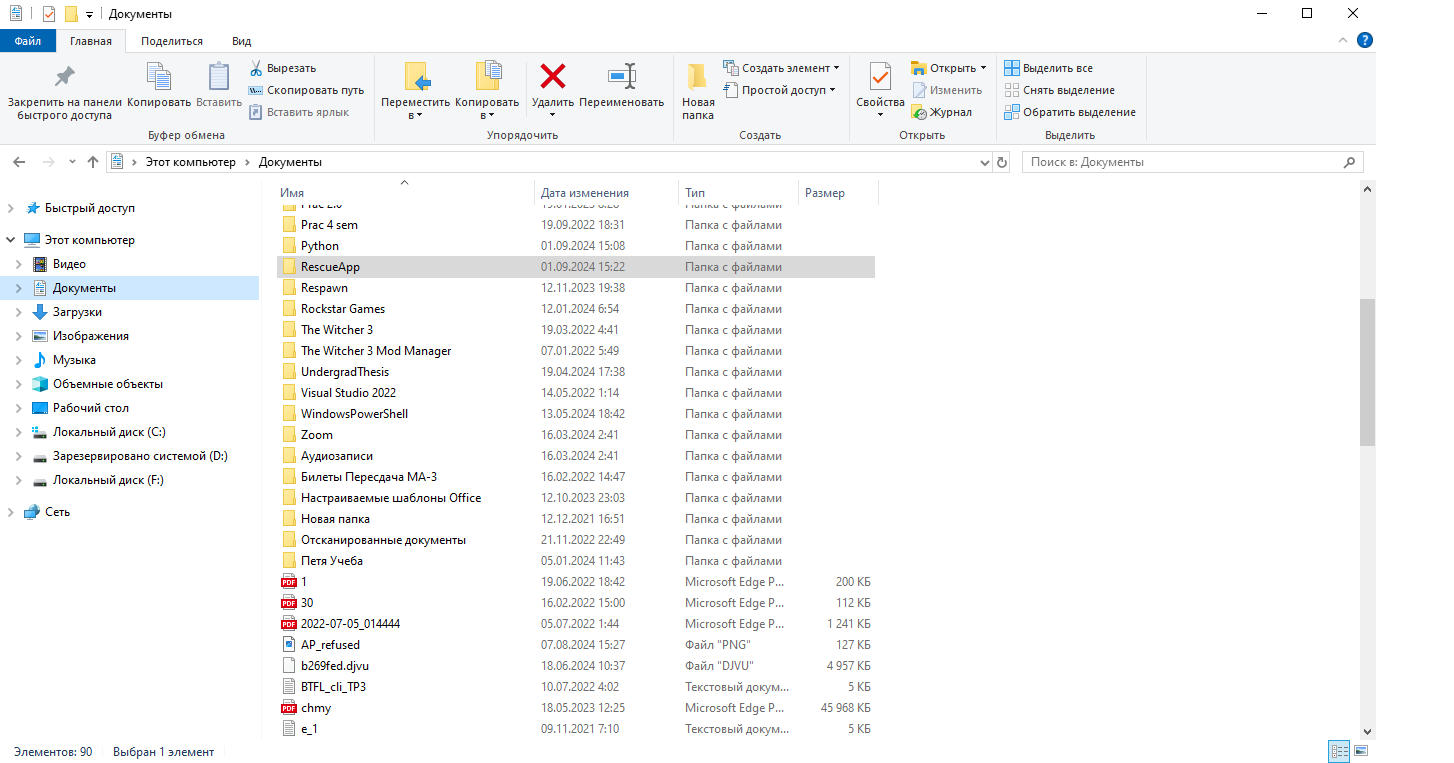 Документы
Файл Главная Поделиться Вид
Закрепить на панели быстрого доступа
Копировать
Вставить
Вырезать
Скопировать путь
Вставить ярлык
Буфер обмена
Переместить в
Копировать в
Удалить
Переименовать
Упорядочить
Новая папка
Создать элемент
Простой доступ
Создать
Свойства
Открыть
Изменить
Журнал
Открыть
Выделить все
Снять выделение
Обратить выделение
Выделить
Этот компьютер Документы
Поиск в: Документы
Быстрый доступ
Этот компьютер
Видео
Документы
Загрузки
Изображения
Музыка
Объемные объекты
Рабочий стол
Локальный диск (C:)
Зарезервировано системой (D:)
Локальный диск (F:)
Сеть
Имя Дата изменения Тип Размер
Prac 2.0 19.01.2023 6:28 Папка с файлами
Prac 4 sem 19.09.2022 18:31 Папка с файлами
Python 01.09.2024 15:08 Папка с файлами
RescueApp 01.09.2024 15:22 Папка с файлами
Respawn 12.11.2023 19:38 Папка с файлами
Rockstar Games 12.01.2024 6:54 Папка с файлами
The Witcher 3 19.03.2022 4:41 Папка с файлами
The Witcher 3 Mod Manager 07.01.2022 5:49 Папка с файлами
UndergradThesis 19.04.2024 17:38 Папка с файлами
Visual Studio 2022 14.05.2022 1:14 Папка с файлами
WindowsPowerShell 13.05.2024 18:42 Папка с файлами
Zoom 16.03.2024 2:41 Папка с файлами
Аудиозаписи 16.03.2024 2:41 Папка с файлами
Билеты Пересдача МА-3 16.02.2022 14:47 Папка с файлами
Настраиваемые шаблоны Office 12.10.2023 23:03 Папка с файлами
Новая папка 12.12.2021 16:51 Папка с файлами
Отсканированные документы 21.11.2022 22:49 Папка с файлами
Петя Учеба 05.01.2024 11:43 Папка с файлами
PDF 1 19.06.2022 18:42 Microsoft Edge P... 200 КБ
PDF 30 16.02.2022 15:00 Microsoft Edge P... 112 КБ
PDF 2022-07-05_014444 05.07.2022 1:44 Microsoft Edge P... 1 241 КБ
AP_refused 07.08.2024 15:27 Файл "PNG" 127 КБ
b269fed.djvu 18.06.2024 10:37 Файл "DJVU" 4 957 КБ
BTFL_cli_TP3 10.07.2022 4:02 Текстовый докум... 5 КБ
PDF chmy 18.05.2023 12:25 Microsoft Edge P... 45 968 КБ
e_1 09.11.2021 7:10 Текстовый докум... 5 КБ
Элементов: 90 Выбран 1 элемент